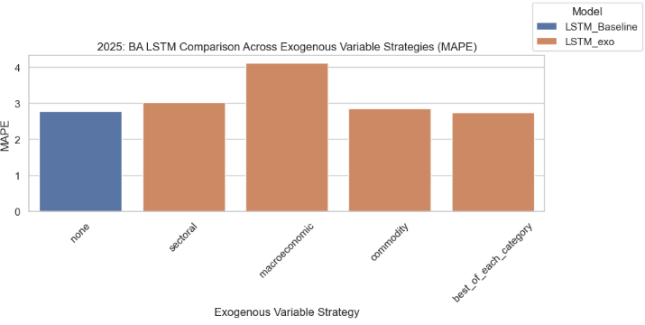 Model
LSTM_Baseline
LSTM_exo
2025: BA LSTM Comparison Across Exogenous Variable Strategies (MAPE)
MAPE
4
3
2
1
0
none
sectoral
macroeconomic
commodity
best_of_each_category
Exogenous Variable Strategy